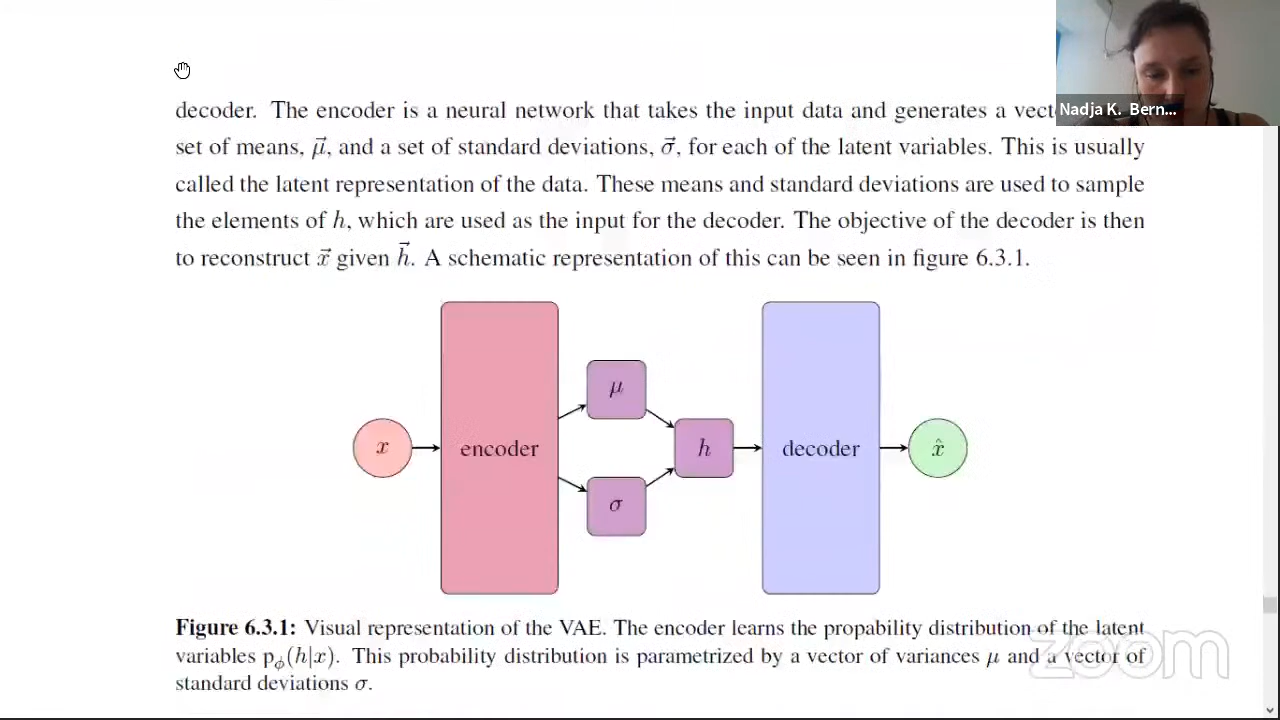 decoder. The encoder is a neural network that takes the input data and generates a
Nadja K. Bern...
set of means, μ⃗, and a set of standard deviations, σ⃗, for each of the latent variables. This is usually
called the latent representation of the data. These means and standard deviations are used to sample
the elements of h, which are used as the input for the decoder. The objective of the decoder is then
to reconstruct x⃗ given h⃗. A schematic representation of this can be seen in figure 6.3.1.
μ
x encoder h decoder x̂
σ
Figure 6.3.1: Visual representation of the VAE. The encoder learns the propability distribution of the latent
variables pϕ(h|x). This probability distribution is parametrized by a vector of variances μ and a vector of
standard deviations σ.
zoom